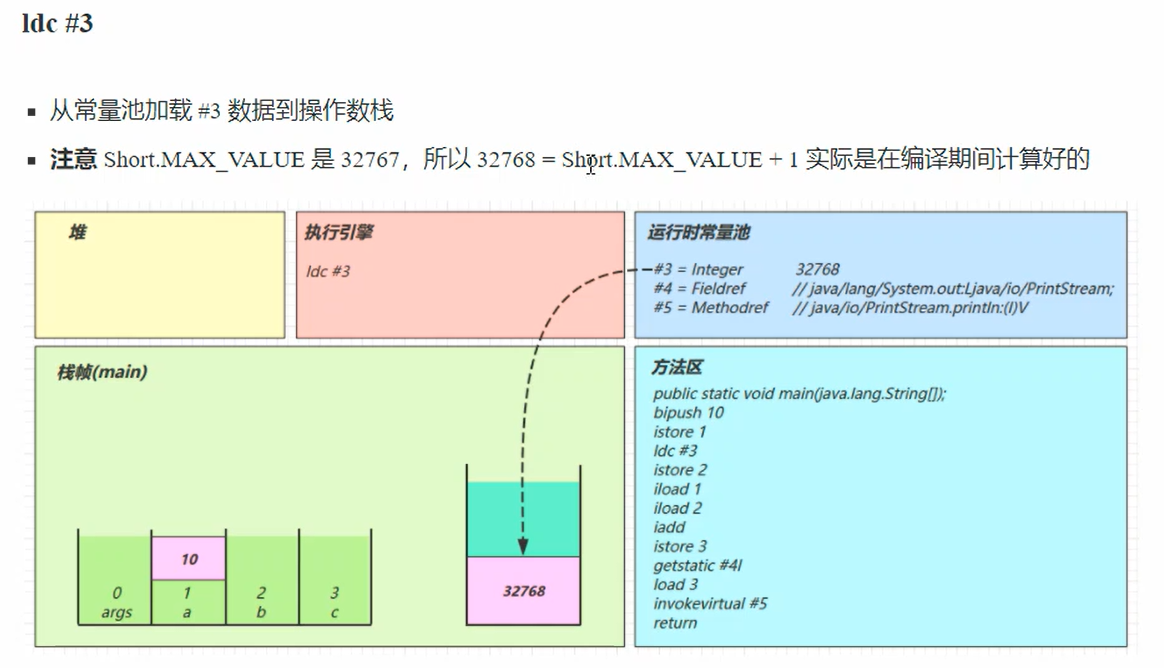 ldc #3
从常量池加载 #3 数据到操作数栈
注意 Short.MAX_VALUE 是 32767，所以 32768 = Short.MAX_VALUE + 1 实际是在编译期间计算好的
堆
执行引擎
ldc #3
运行时常量池
#3 = Integer 32768
#4 = Fieldref // java/lang/System.out:Ljava/io/PrintStream;
#5 = Methodref // java/io/PrintStream.println:(I)V
栈帧(main)
10
0 1 2 3
args a b c
32768
方法区
public static void main(java.lang.String[]);
bipush 10
istore 1
ldc #3
istore 2
iload 1
iload 2
iadd
istore 3
getstatic #4l
load 3
invokevirtual #5
return